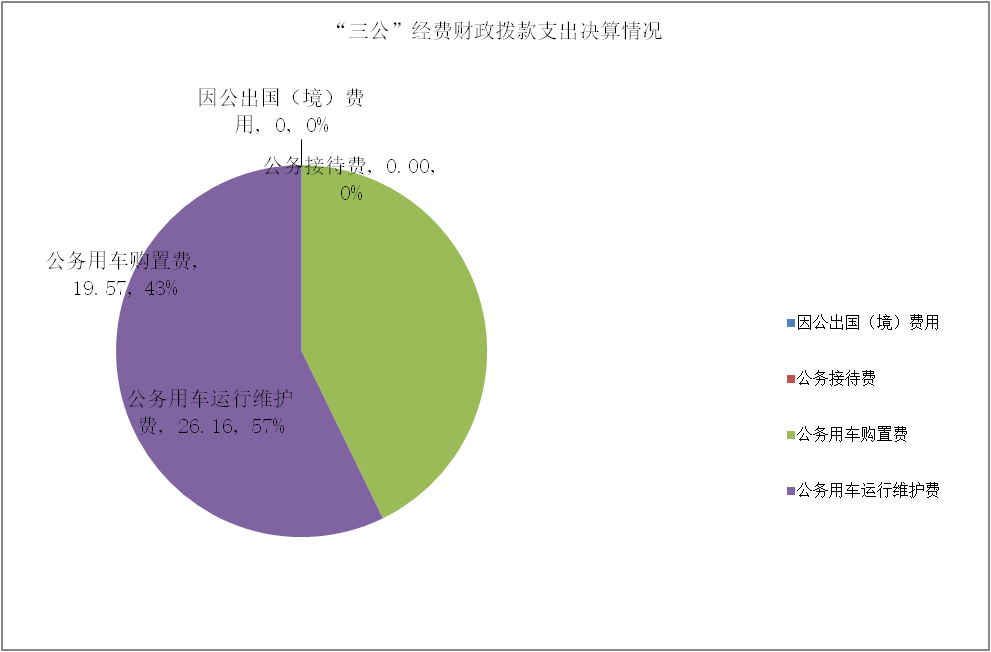 “三公”经费财政拨款支出决算情况
因公出国（境）费
用, 0, 0%
公务接待费, 0.00,
0%
公务用车购置费,
19.57, 43%
公务用车运行维护
费, 26.16, 57%
因公出国（境）费用
公务接待费
公务用车购置费
公务用车运行维护费